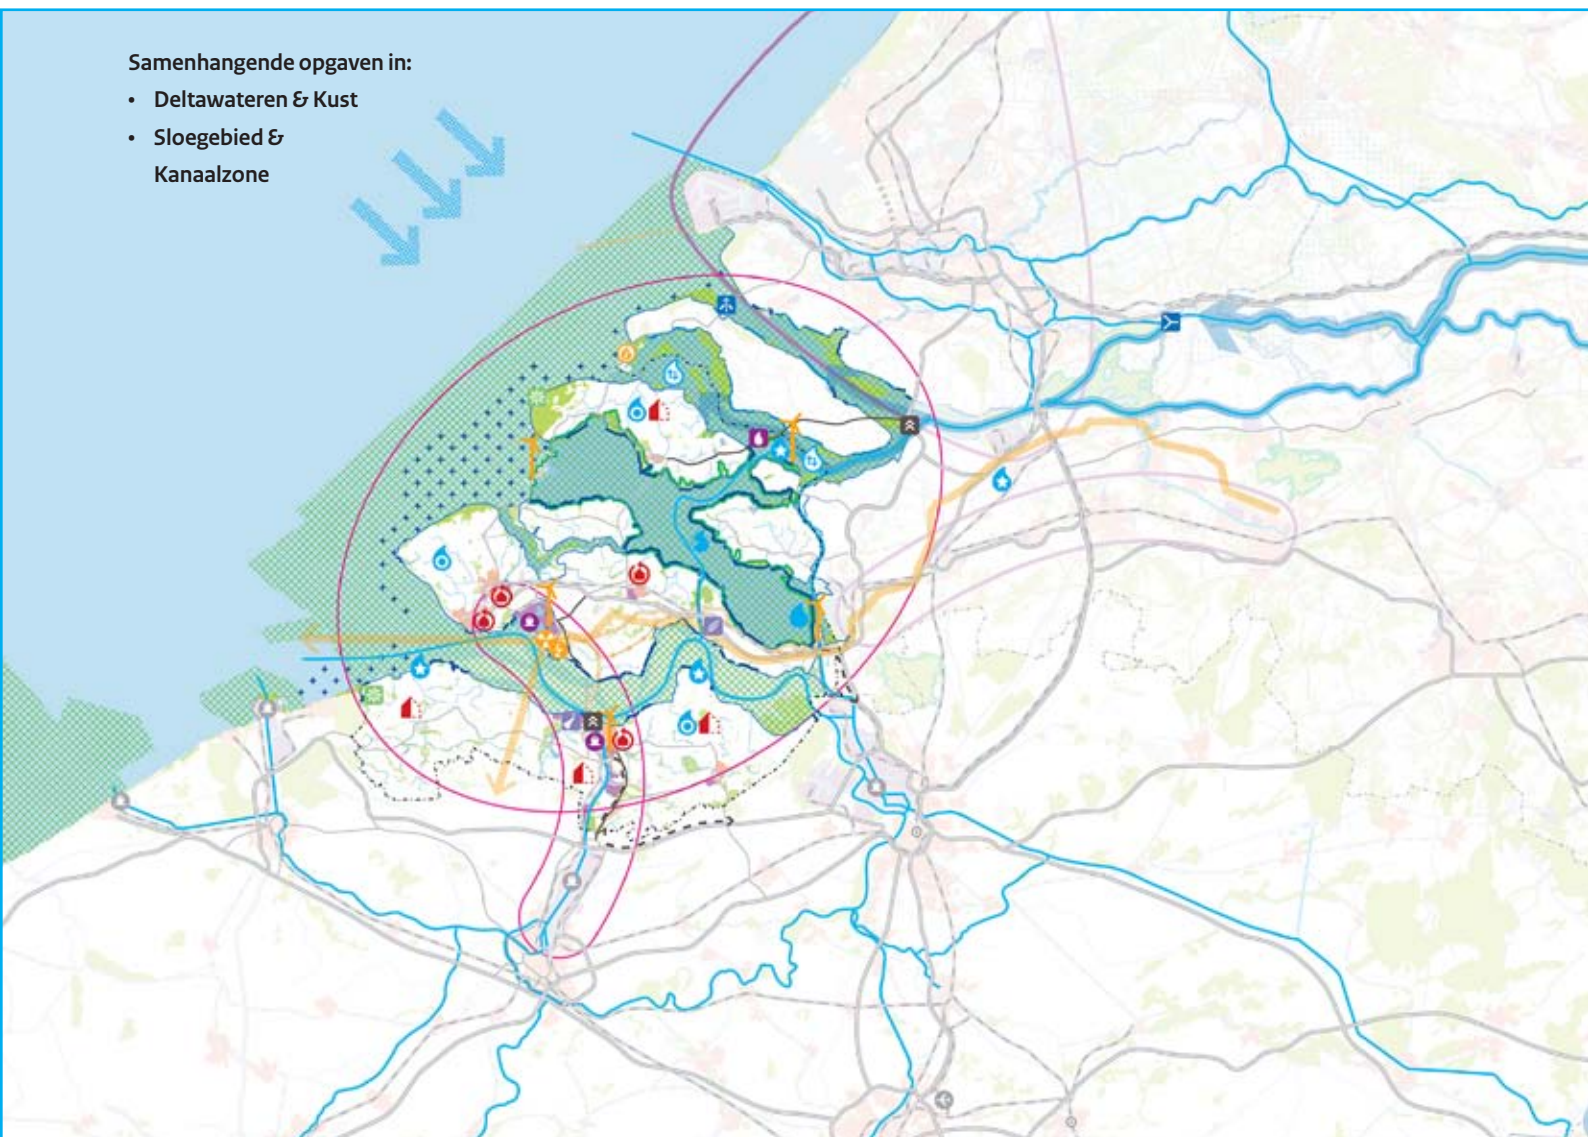 Samenhangende opgaven in:
• Deltawateren & Kust
• Sloegebied &
Kanaalzone